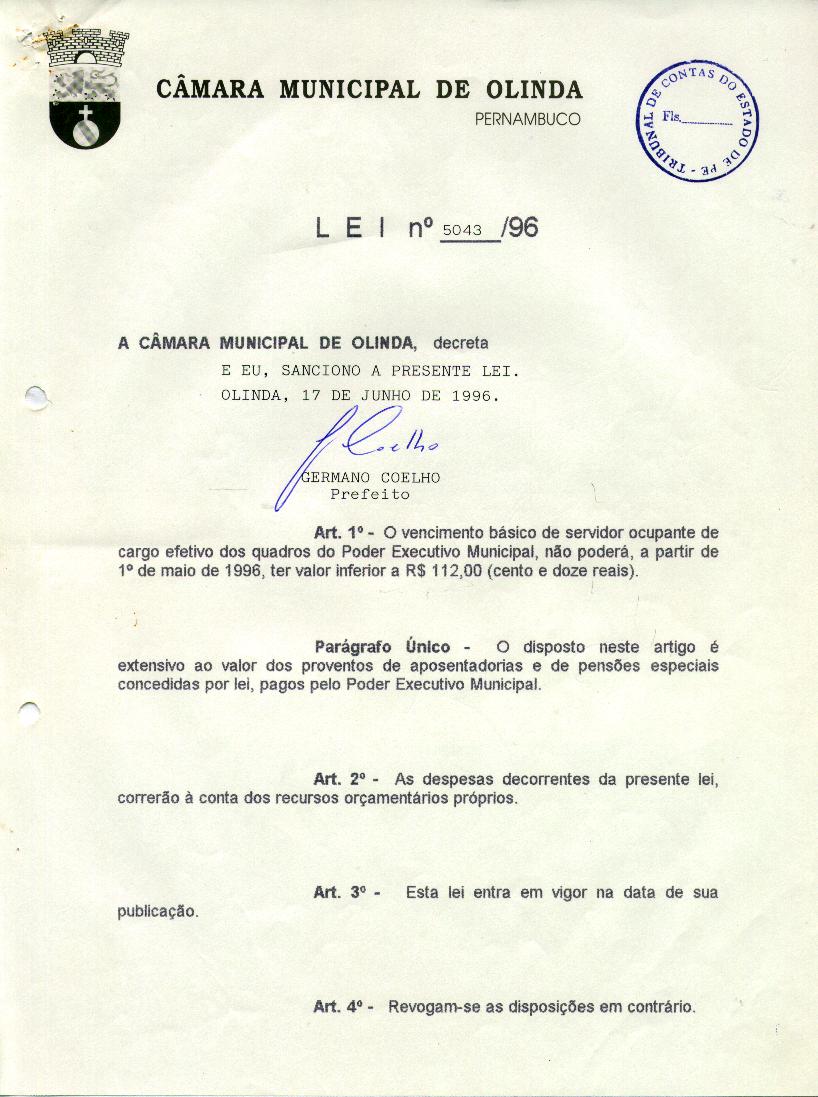 CÂMARA MUNICIPAL DE OLINDA
PERNAMBUCO
TRIBUNAL DE CONTAS DO ESTADO DE PE -
Fls.
L E I nº 5043 /96
A CÂMARA MUNICIPAL DE OLINDA, decreta
E EU, SANCIONO A PRESENTE LEI.
OLINDA, 17 DE JUNHO DE 1996.
G Coelho
GERMANO COELHO
Prefeito
Art. 1º - O vencimento básico de servidor ocupante de
cargo efetivo dos quadros do Poder Executivo Municipal, não poderá, a partir de
1º de maio de 1996, ter valor inferior a R$ 112,00 (cento e doze reais).
Parágrafo Único - O disposto neste artigo é
extensivo ao valor dos proventos de aposentadorias e de pensões especiais
concedidas por lei, pagos pelo Poder Executivo Municipal.
Art. 2º - As despesas decorrentes da presente lei,
correrão à conta dos recursos orçamentários próprios.
Art. 3º - Esta lei entra em vigor na data de sua
publicação.
Art. 4º - Revogam-se as disposições em contrário.